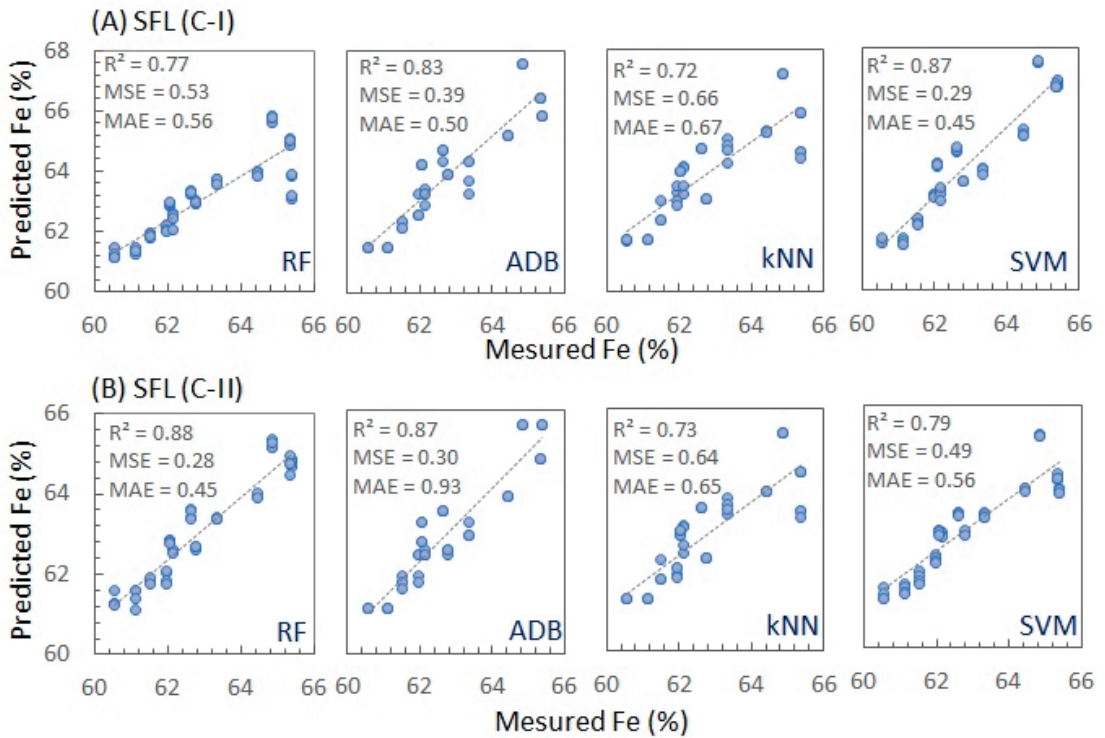 (A) SFL (C-I)
Predicted Fe (%)
68
66
64
62
60
R² = 0.77
MSE = 0.53
MAE = 0.56
RF
R² = 0.83
MSE = 0.39
MAE = 0.50
ADB
R² = 0.72
MSE = 0.66
MAE = 0.67
kNN
R² = 0.87
MSE = 0.29
MAE = 0.45
SVM
60 62 64 66 60 62 64 66 60 62 64 66 60 62 64 66
Mesured Fe (%)
(B) SFL (C-II)
Predicted Fe (%)
66
64
62
60
R² = 0.88
MSE = 0.28
MAE = 0.45
RF
R² = 0.87
MSE = 0.30
MAE = 0.93
ADB
R² = 0.73
MSE = 0.64
MAE = 0.65
kNN
R² = 0.79
MSE = 0.49
MAE = 0.56
SVM
60 62 64 66 60 62 64 66 60 62 64 66 60 62 64 66
Mesured Fe (%)